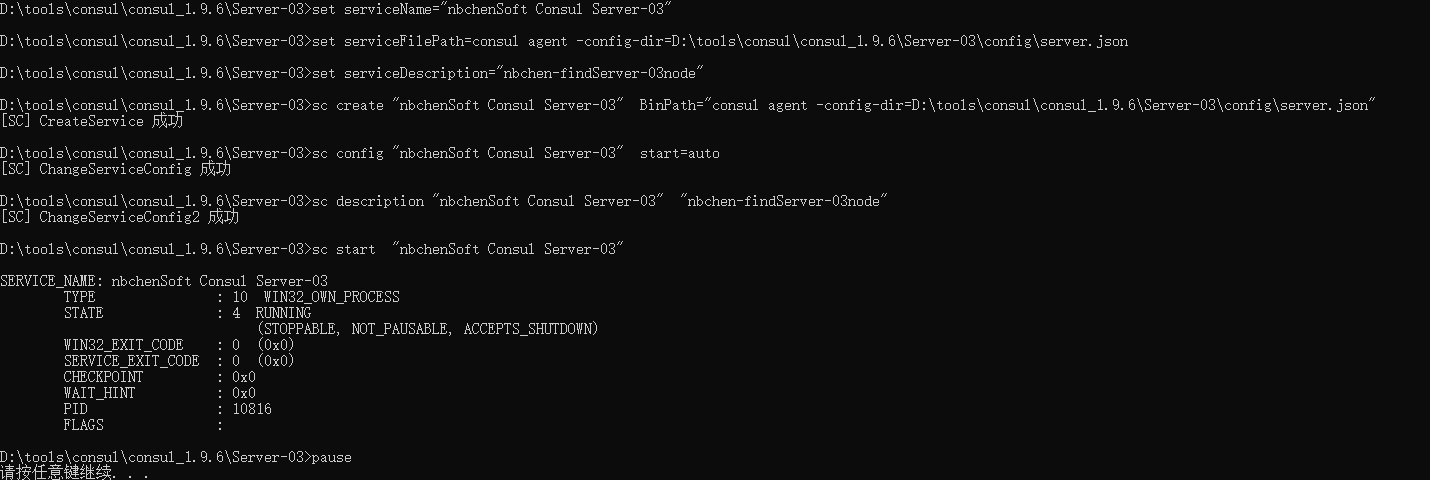 D:\tools\consul\consul_1.9.6\Server-03>set serviceName="nbchenSoft Consul Server-03"
D:\tools\consul\consul_1.9.6\Server-03>set serviceFilePath=consul agent -config-dir=D:\tools\consul\consul_1.9.6\Server-03\config\server.json
D:\tools\consul\consul_1.9.6\Server-03>set serviceDescription="nbchen-findServer-03node"
D:\tools\consul\consul_1.9.6\Server-03>sc create "nbchenSoft Consul Server-03"  BinPath="consul agent -config-dir=D:\tools\consul\consul_1.9.6\Server-03\config\server.json"
[SC] CreateService 成功
D:\tools\consul\consul_1.9.6\Server-03>sc config "nbchenSoft Consul Server-03"  start=auto
[SC] ChangeServiceConfig 成功
D:\tools\consul\consul_1.9.6\Server-03>sc description "nbchenSoft Consul Server-03"  "nbchen-findServer-03node"
[SC] ChangeServiceConfig2 成功
D:\tools\consul\consul_1.9.6\Server-03>sc start  "nbchenSoft Consul Server-03"
SERVICE_NAME: nbchenSoft Consul Server-03
        TYPE               : 10  WIN32_OWN_PROCESS
        STATE              : 4  RUNNING
                                (STOPPABLE, NOT_PAUSABLE, ACCEPTS_SHUTDOWN)
        WIN32_EXIT_CODE    : 0  (0x0)
        SERVICE_EXIT_CODE  : 0  (0x0)
        CHECKPOINT         : 0x0
        WAIT_HINT          : 0x0
        PID                : 10816
        FLAGS              :
D:\tools\consul\consul_1.9.6\Server-03>pause
请按任意键继续. . .